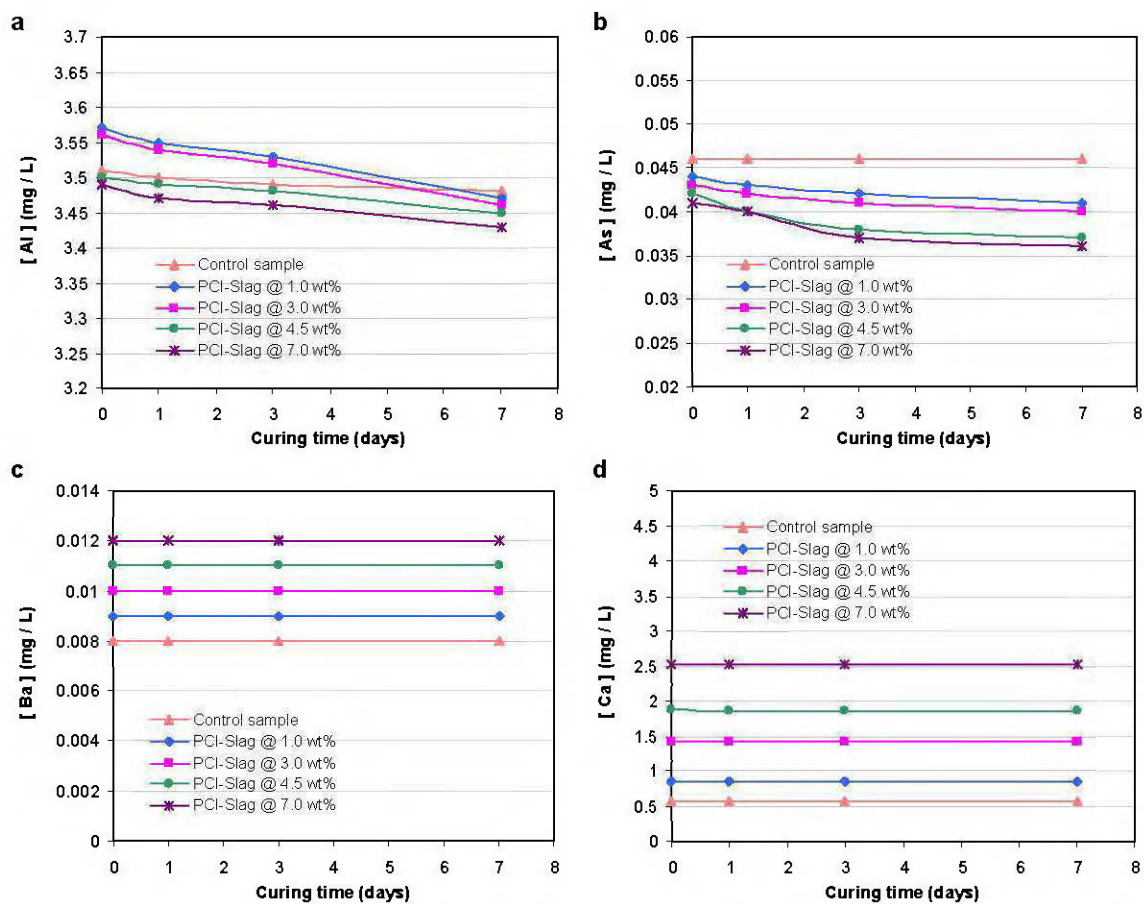 a
3.7
3.65
3.6
3.55
3.5
3.45
3.4
3.35
3.3
3.25
3.2
[ Al ] (mg / L)
Control sample
PCI-Slag @ 1.0 wt%
PCI-Slag @ 3.0 wt%
PCI-Slag @ 4.5 wt%
PCI-Slag @ 7.0 wt%
0 1 2 3 4 5 6 7 8
Curing time (days)
b
0.06
0.055
0.05
0.045
0.04
0.035
0.03
0.025
0.02
[ As ] (mg / L)
Control sample
PCI-Slag @ 1.0 wt%
PCI-Slag @ 3.0 wt%
PCI-Slag @ 4.5 wt%
PCI-Slag @ 7.0 wt%
0 1 2 3 4 5 6 7 8
Curing time (days)
c
0.014
0.012
0.01
0.008
0.006
0.004
0.002
0
[ Ba ] (mg / L)
Control sample
PCI-Slag @ 1.0 wt%
PCI-Slag @ 3.0 wt%
PCI-Slag @ 4.5 wt%
PCI-Slag @ 7.0 wt%
0 1 2 3 4 5 6 7 8
Curing time (days)
d
5
4.5
4
3.5
3
2.5
2
1.5
1
0.5
0
[ Ca ] (mg / L)
Control sample
PCI-Slag @ 1.0 wt%
PCI-Slag @ 3.0 wt%
PCI-Slag @ 4.5 wt%
PCI-Slag @ 7.0 wt%
0 1 2 3 4 5 6 7 8
Curing time (days)